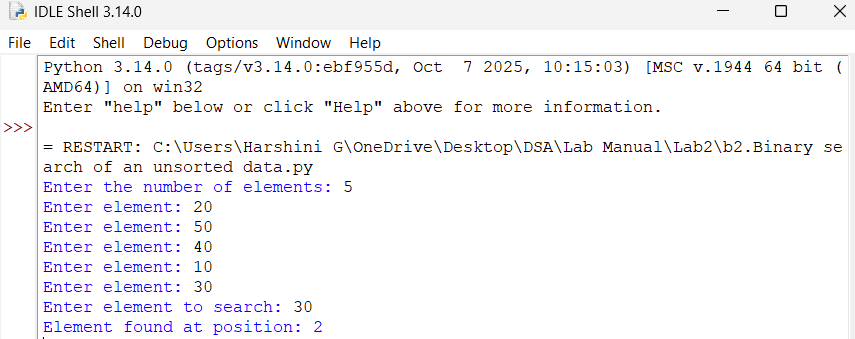 IDLE Shell 3.14.0
File Edit Shell Debug Options Window Help
Python 3.14.0 (tags/v3.14.0:ebf955d, Oct  7 2025, 10:15:03) [MSC v.1944 64 bit (
AMD64)] on win32
Enter "help" below or click "Help" above for more information.
>>>
= RESTART: C:\Users\Harshini G\OneDrive\Desktop\DSA\Lab Manual\Lab2\b2.Binary se
arch of an unsorted data.py
Enter the number of elements: 5
Enter element: 20
Enter element: 50
Enter element: 40
Enter element: 10
Enter element: 30
Enter element to search: 30
Element found at position: 2